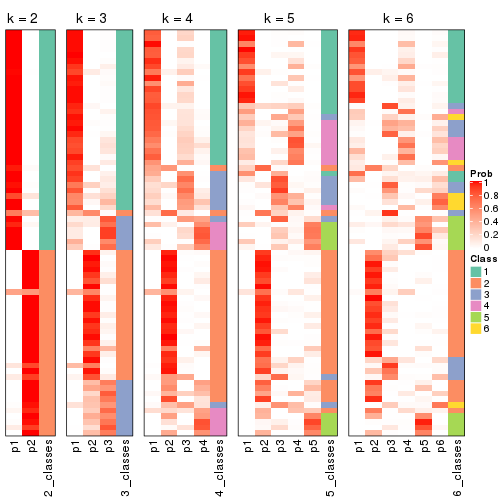 k = 2
k = 3
k = 4
k = 5
k = 6
Prob
1
0.8
0.6
0.4
0.2
0
Class
1
2
3
4
5
6
p1
p2
2_classes
p1
p2
p3
3_classes
p1
p2
p3
p4
4_classes
p1
p2
p3
p4
p5
5_classes
p1
p2
p3
p4
p5
p6
6_classes